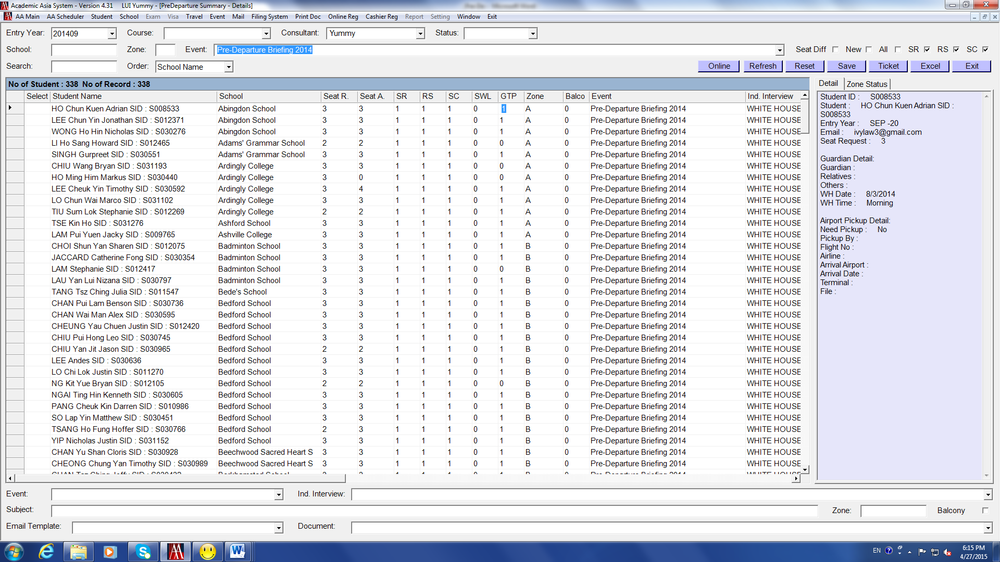 Academic Asia System - Version 4.31 LUI Yummy - [PreDeparture Summary - Details]
AA Main AA Scheduler Student School Exam Visa Travel Event Mail Filing System Print Doc Online Reg Cashier Reg Report Setting Window Exit
Entry Year: 201409 Course: Consultant: Yummy Status:
School: Zone: Event: Pre-Departure Briefing 2014 Seat Diff New All SR RS SC
Search: Order: School Name Online Refresh Reset Save Ticket Excel Exit
No of Student : 338 No of Record : 338
Select Student Name School Seat R. Seat A. SR RS SC SWL GTP Zone Balco Event Ind. Interview
HO Chun Kuen Adrian SID : S008533 Abingdon School 3 3 1 1 1 0 1 A 0 Pre-Departure Briefing 2014 WHITE HOUSE
LEE Chun Yin Jonathan SID : S012371 Abingdon School 3 3 1 1 1 0 1 A 0 Pre-Departure Briefing 2014 WHITE HOUSE
WONG Ho Hin Nicholas SID : S030276 Abingdon School 3 3 1 1 1 0 1 A 0 Pre-Departure Briefing 2014 WHITE HOUSE
LI Ho Sang Howard SID : S012465 Adams' Grammar School 2 2 1 1 1 0 0 A 0 Pre-Departure Briefing 2014 WHITE HOUSE
SINGH Gurpreet SID : S030551 Adams' Grammar School 3 3 1 1 1 0 1 A 0 Pre-Departure Briefing 2014 WHITE HOUSE
CHIU Wang Bryan SID : S031193 Ardingly College 3 3 1 1 1 0 0 A 0 Pre-Departure Briefing 2014 WHITE HOUSE
HO Ming Him Markus SID : S030440 Ardingly College 3 0 1 1 1 0 0 A 0 Pre-Departure Briefing 2014 WHITE HOUSE
LEE Cheuk Yin Timothy SID : S030592 Ardingly College 3 4 1 1 1 0 1 A 0 Pre-Departure Briefing 2014 WHITE HOUSE
LO Chun Wai Marco SID : S031102 Ardingly College 3 3 1 1 1 0 1 A 0 Pre-Departure Briefing 2014 WHITE HOUSE
TIU Sum Lok Stephanie SID : S012269 Ardingly College 2 2 1 1 1 0 1 A 0 Pre-Departure Briefing 2014 WHITE HOUSE
TSE Kin Ho SID : S031276 Ashford School 3 3 1 1 1 0 1 A 0 Pre-Departure Briefing 2014 WHITE HOUSE
LAM Pui Yuen Jacky SID : S009765 Ashville College 3 3 1 1 1 0 1 A 0 Pre-Departure Briefing 2014 WHITE HOUSE
CHOI Shun Yan Sharen SID : S012075 Badminton School 3 3 1 1 1 0 1 B 0 Pre-Departure Briefing 2014 WHITE HOUSE
JACCARD Catherine Fong SID : S030354 Badminton School 3 3 1 1 1 0 1 B 0 Pre-Departure Briefing 2014 WHITE HOUSE
LAM Stephanie SID : S012417 Badminton School 3 3 1 1 1 0 0 B 0 Pre-Departure Briefing 2014 WHITE HOUSE
LAU Yan Lui Nizana SID : S030797 Badminton School 3 3 1 1 1 0 1 B 0 Pre-Departure Briefing 2014 WHITE HOUSE
TANG Tsz Ching Julia SID : S011547 Bede's School 3 3 1 1 1 0 1 B 0 Pre-Departure Briefing 2014 WHITE HOUSE
CHAN Pui Lam Benson SID : S030736 Bedford School 3 3 1 1 1 0 1 B 0 Pre-Departure Briefing 2014 WHITE HOUSE
CHAN Wai Man Alex SID : S030595 Bedford School 3 3 1 1 1 0 1 B 0 Pre-Departure Briefing 2014 WHITE HOUSE
CHEUNG Yau Chuen Justin SID : S012420 Bedford School 3 3 1 1 1 0 1 B 0 Pre-Departure Briefing 2014 WHITE HOUSE
CHIU Pui Hong Leo SID : S030745 Bedford School 3 3 1 1 1 0 1 B 0 Pre-Departure Briefing 2014 WHITE HOUSE
CHIU Yan Jit Jason SID : S030965 Bedford School 2 2 1 1 1 0 1 B 0 Pre-Departure Briefing 2014 WHITE HOUSE
LEE Andes SID : S030636 Bedford School 3 3 1 1 1 0 1 B 0 Pre-Departure Briefing 2014 WHITE HOUSE
LO Chi Lok Justin SID : S011270 Bedford School 3 3 1 1 1 0 1 B 0 Pre-Departure Briefing 2014 WHITE HOUSE
NG Kit Yue Bryan SID : S012105 Bedford School 2 2 1 1 1 0 0 B 0 Pre-Departure Briefing 2014 WHITE HOUSE
NGAI Ting Hin Kenneth SID : S030605 Bedford School 3 3 1 1 1 0 1 B 0 Pre-Departure Briefing 2014 WHITE HOUSE
PANG Cheuk Kin Darren SID : S010986 Bedford School 3 3 1 1 1 0 1 B 0 Pre-Departure Briefing 2014 WHITE HOUSE
SO Lap Yin Matthew SID : S030451 Bedford School 3 3 1 1 1 0 1 B 0 Pre-Departure Briefing 2014 WHITE HOUSE
TSANG Ho Fung Hoffer SID : S030766 Bedford School 2 3 1 1 1 0 1 B 0 Pre-Departure Briefing 2014 WHITE HOUSE
YIP Nicholas Justin SID : S031152 Bedford School 3 3 1 1 1 0 1 B 0 Pre-Departure Briefing 2014 WHITE HOUSE
CHAN Yu Shan Cloris SID : S030928 Beechwood Sacred Heart S 3 3 1 1 1 0 1 B 0 Pre-Departure Briefing 2014 WHITE HOUSE
CHEONG Chung Yan Timothy SID : S030989 Beechwood Sacred Heart S 3 3 1 1 1 0 1 B 0 Pre-Departure Briefing 2014 WHITE HOUSE
Detail Zone Status
Student ID : S008533
Student : HO Chun Kuen Adrian SID :
S008533
Entry Year : SEP -20
Email : ivylaw3@gmail.com
Seat Request : 3
Guardian Detail:
Guardian :
Relatives :
Others :
WH Date : 8/3/2014
WH Time : Morning
Airport Pickup Detail:
Need Pickup : No
Pickup By :
Flight No :
Airline :
Arrival Airport :
Arrival Date :
Terminal :
File :
Event: Ind. Interview:
Subject: Zone: Balcony
Email Template: Document:
EN 6:15 PM
4/27/2015